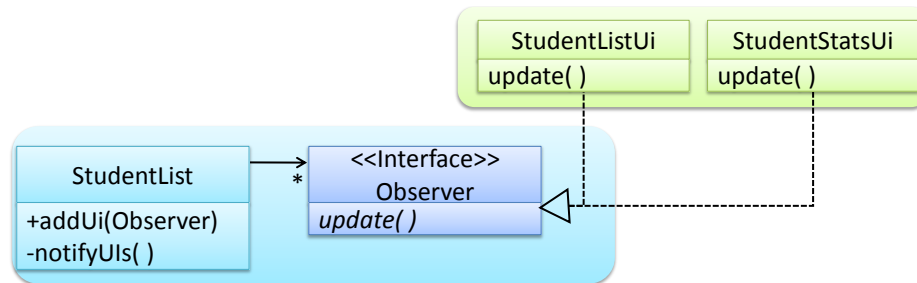 StudentListUi
update( )
StudentStatsUi
update( )
StudentList
+addUi(Observer)
-notifyUIs( )
*
<<Interface>>
Observer
update( )